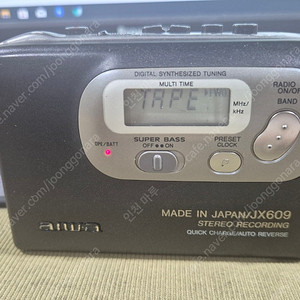 DIGITAL SYNTHESIZED TUNING
MULTI TIME
RADIO
ON/OFF
TAPE
MHz/
kHz
BAND
OPE/BATT
SUPER BASS
OFF ON
PRESET
CLOCK
MADE IN JAPAN/JX609
STEREO RECORDING
aiwa
QUICK CHARGE/AUTO REVERSE